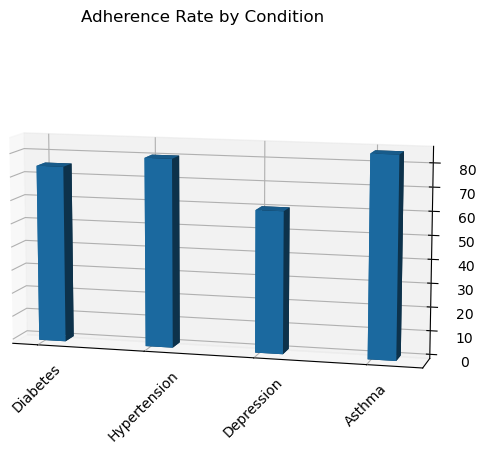 Adherence Rate by Condition
80
70
60
50
40
30
20
10
0
Diabetes
Hypertension
Depression
Asthma